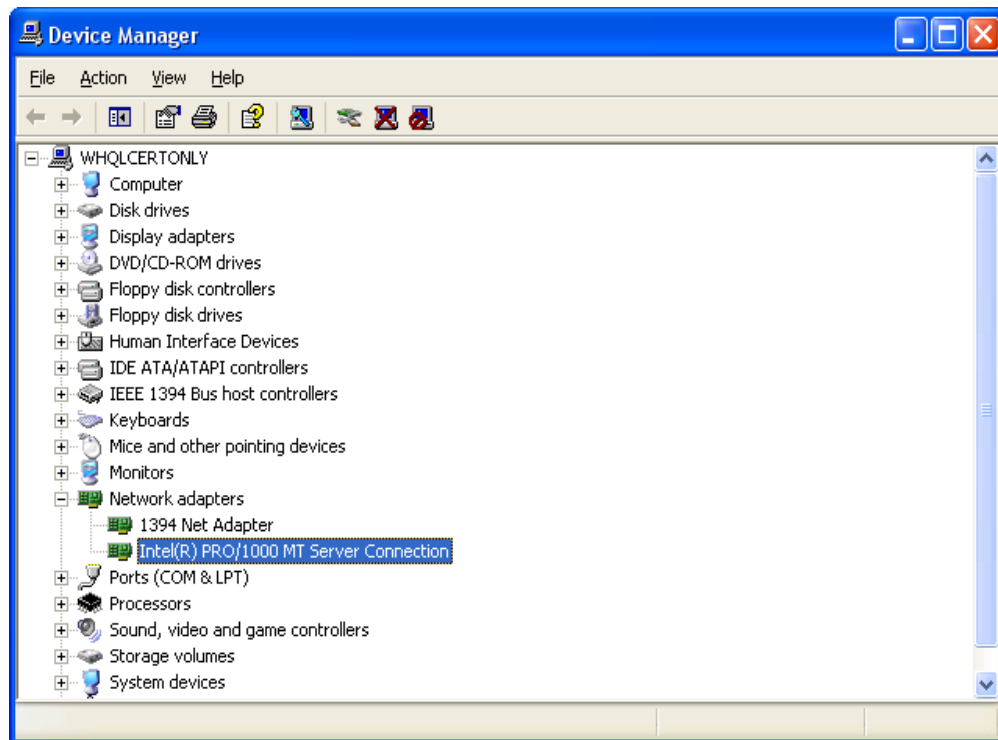 Device Manager
File Action View Help
WHQLCERTONLY
Computer
Disk drives
Display adapters
DVD/CD-ROM drives
Floppy disk controllers
Floppy disk drives
Human Interface Devices
IDE ATA/ATAPI controllers
IEEE 1394 Bus host controllers
Keyboards
Mice and other pointing devices
Monitors
Network adapters
1394 Net Adapter
Intel(R) PRO/1000 MT Server Connection
Ports (COM & LPT)
Processors
Sound, video and game controllers
Storage volumes
System devices